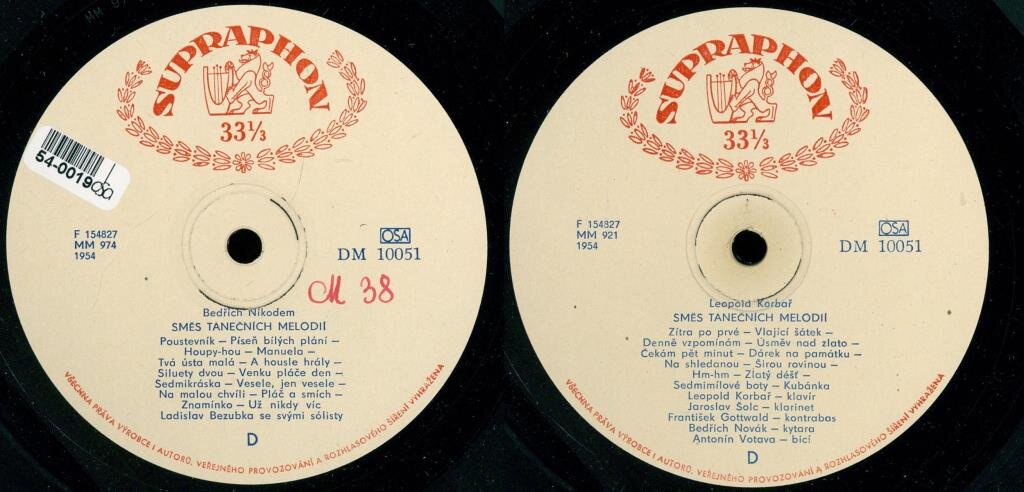 SUPRAPHON
33⅓
54-0019osa
F 154827
MM 974
1954
OSA
DM 10051
M 38
Bedřich Nikodem
SMĚS TANEČNÍCH MELODIÍ
Poustevník – Píseň bílých plání –
Houpy-hou – Manuela –
Tvá ústa malá – A housle hrály –
Siluety dvou – Venku pláče den –
Sedmikráska – Vesele, jen vesele –
Na malou chvíli – Pláč a smích –
Znamínko – Už nikdy víc
Ladislav Bezubka se svými sólisty
D
VŠECHNA PRÁVA VÝROBCE I AUTORŮ, VEŘEJNÉHO PROVOZOVÁNÍ A ROZHLASOVÉHO ŠÍŘENÍ VYHRAŽENA
SUPRAPHON
33⅓
F 154827
MM 921
1954
OSA
DM 10051
Leopold Korbař
SMĚS TANEČNÍCH MELODIÍ
Zítra po prvé – Vlající šátek –
Denně vzpomínám – Úsměv nad zlato –
Čekám pět minut – Dárek na památku –
Na shledanou – Širou rovinou –
Hm-hm – Zlatý déšť –
Sedmimílové boty – Kubánka
Leopold Korbař – klavír
Jaroslav Šolc – klarinet
František Gottwald – kontrabas
Bedřich Novák – kytara
Antonín Votava – bicí
D
VŠECHNA PRÁVA VÝROBCE I AUTORŮ, VEŘEJNÉHO PROVOZOVÁNÍ A ROZHLASOVÉHO ŠÍŘENÍ VYHRAŽENA